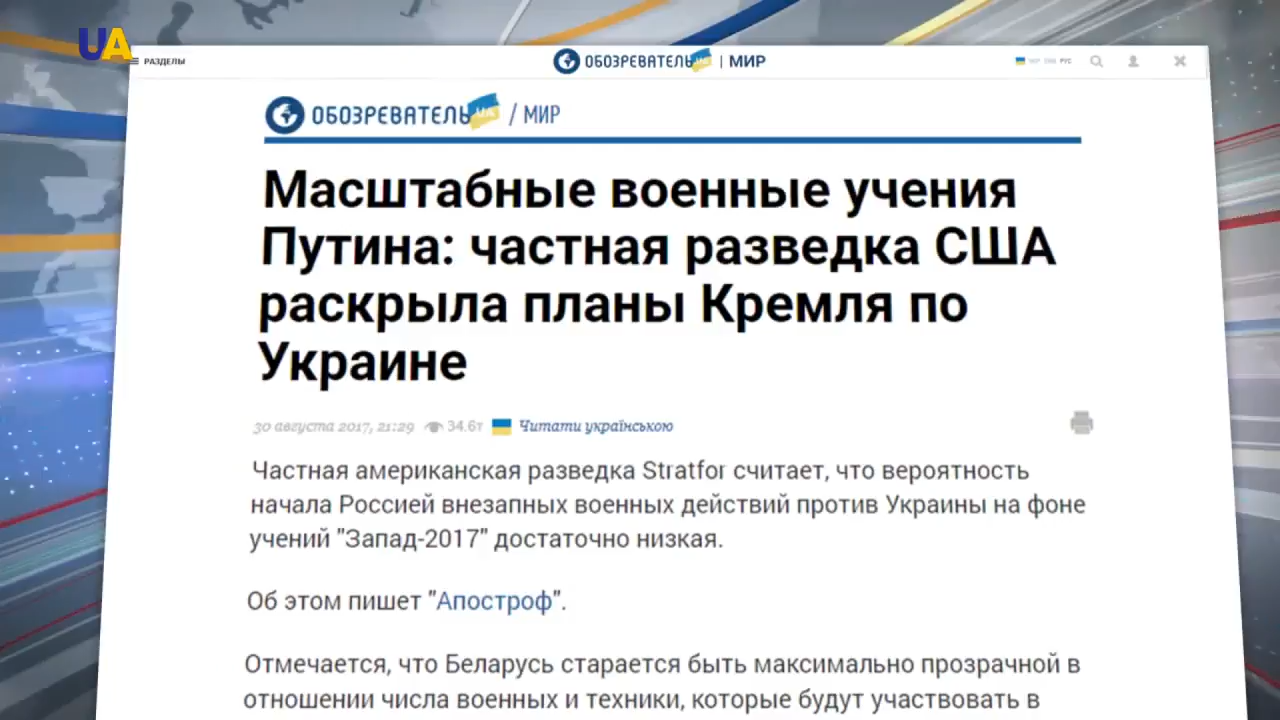 UA
РАЗДЕЛЫ
ОБОЗРЕВАТЕЛЬ UA | МИР
РУС
ОБОЗРЕВАТЕЛЬ UA / МИР
Масштабные военные учения
Путина: частная разведка США
раскрыла планы Кремля по
Украине
30 августа 2017, 21:29 34.6т Читати українською
Частная американская разведка Stratfor считает, что вероятность
начала Россией внезапных военных действий против Украины на фоне
учений "Запад-2017" достаточно низкая.
Об этом пишет "Апостроф".
Отмечается, что Беларусь старается быть максимально прозрачной в
отношении числа военных и техники, которые будут участвовать в